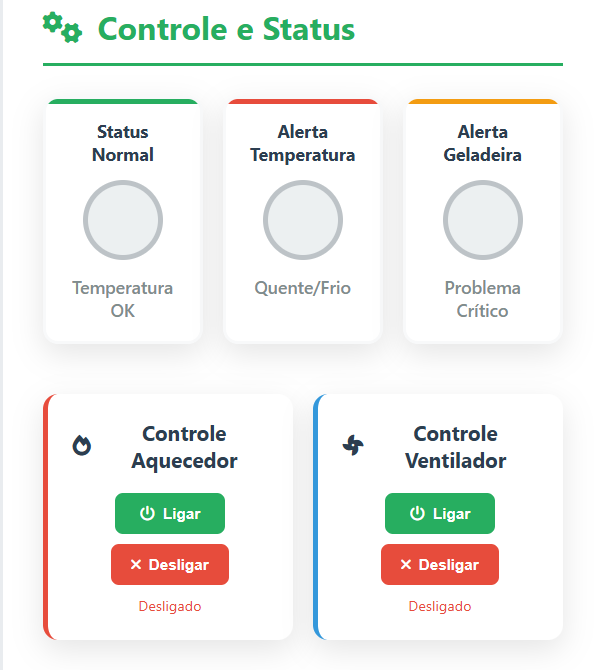 Controle e Status
Status
Normal
Temperatura
OK
Alerta
Temperatura
Quente/Frio
Alerta
Geladeira
Problema
Crítico
Controle
Aquecedor
Ligar
Desligar
Desligado
Controle
Ventilador
Ligar
Desligar
Desligado